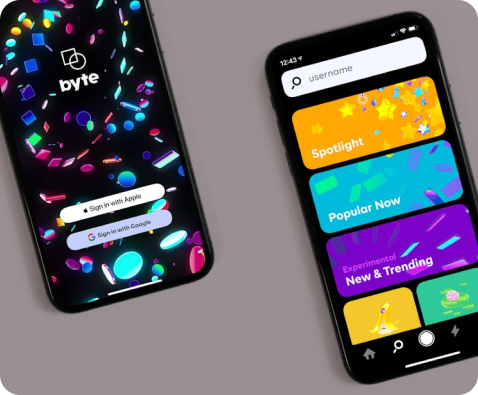 byte
Sign in with Apple
Sign in with Google
12:43
username
Spotlight
Popular Now
Experimental
New & Trending